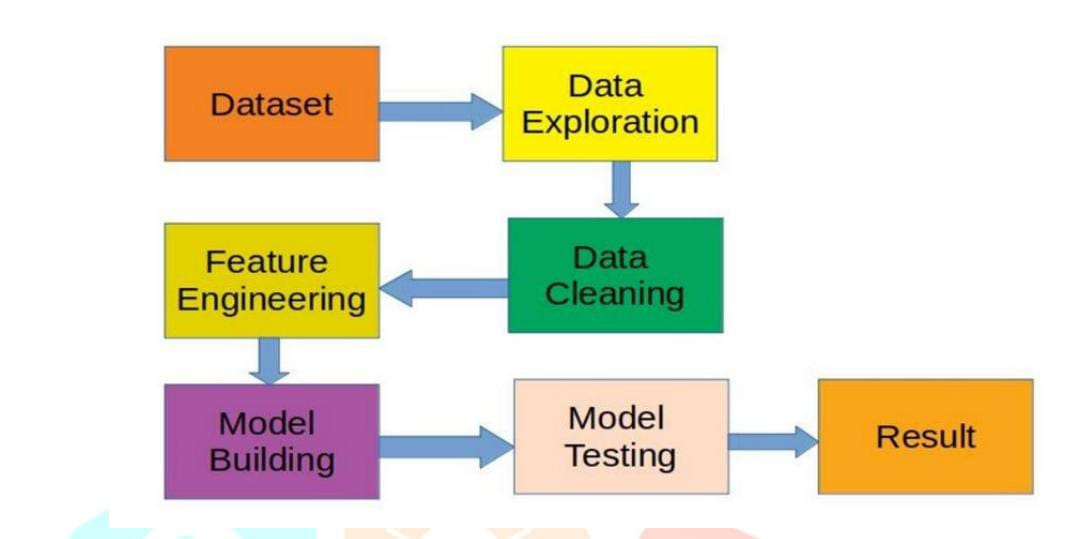 Dataset
Data
Exploration
Data
Cleaning
Feature
Engineering
Model
Building
Model
Testing
Result